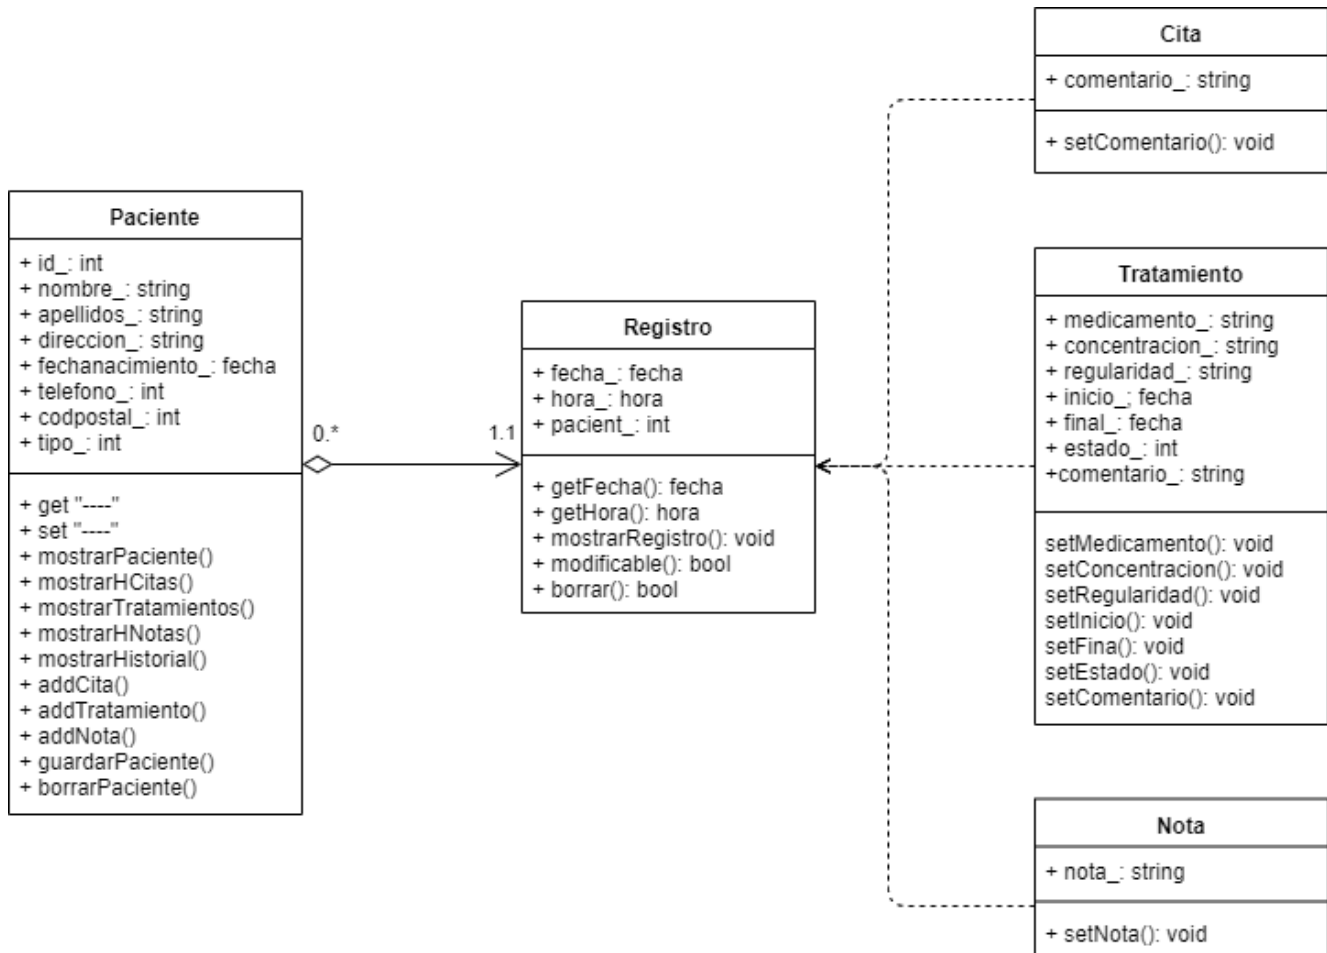 Paciente
+ id_: int
+ nombre_: string
+ apellidos_: string
+ direccion_: string
+ fechanacimiento_: fecha
+ telefono_: int
+ codpostal_: int
+ tipo_: int
+ get "----"
+ set "----"
+ mostrarPaciente()
+ mostrarHCitas()
+ mostrarTratamientos()
+ mostrarHNotas()
+ mostrarHistorial()
+ addCita()
+ addTratamiento()
+ addNota()
+ guardarPaciente()
+ borrarPaciente()
0.*
1.1
Registro
+ fecha_: fecha
+ hora_: hora
+ pacient_: int
+ getFecha(): fecha
+ getHora(): hora
+ mostrarRegistro(): void
+ modificable(): bool
+ borrar(): bool
Cita
+ comentario_: string
+ setComentario(): void
Tratamiento
+ medicamento_: string
+ concentracion_: string
+ regularidad_: string
+ inicio_; fecha
+ final_: fecha
+ estado_: int
+comentario_: string
setMedicamento(): void
setConcentracion(): void
setRegularidad(): void
setInicio(): void
setFina(): void
setEstado(): void
setComentario(): void
Nota
+ nota_: string
+ setNota(): void